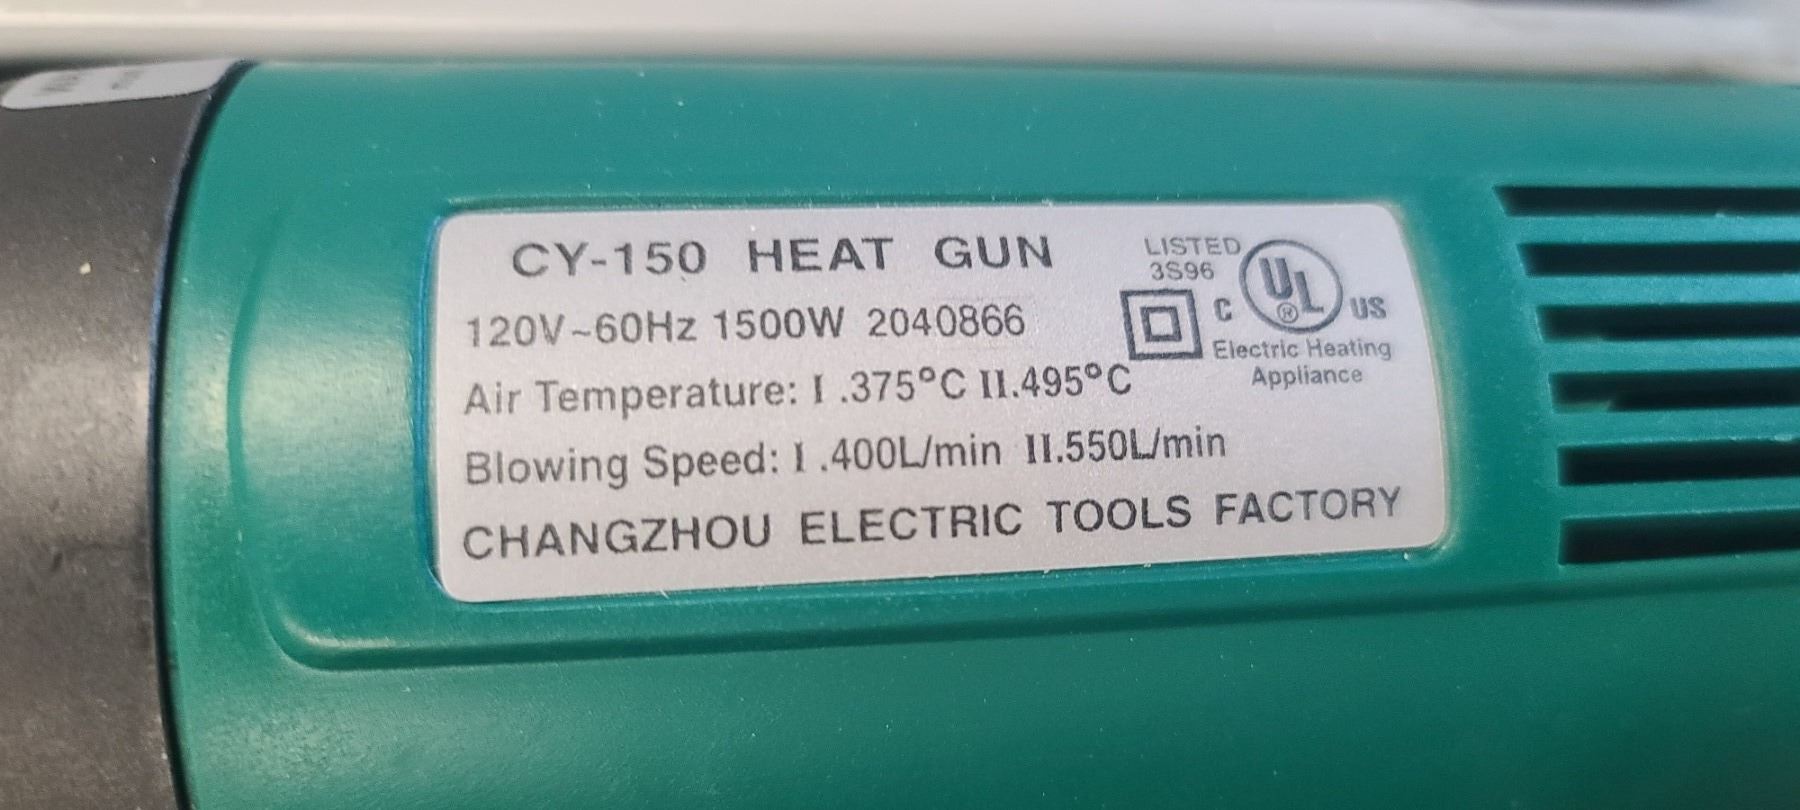 CY-150 HEAT GUN
120V~60Hz 1500W 2040866
Air Temperature: I .375°C II.495°C
Blowing Speed: I .400L/min II.550L/min
CHANGZHOU ELECTRIC TOOLS FACTORY
LISTED
3S96
C UL ® US
Electric Heating
Appliance